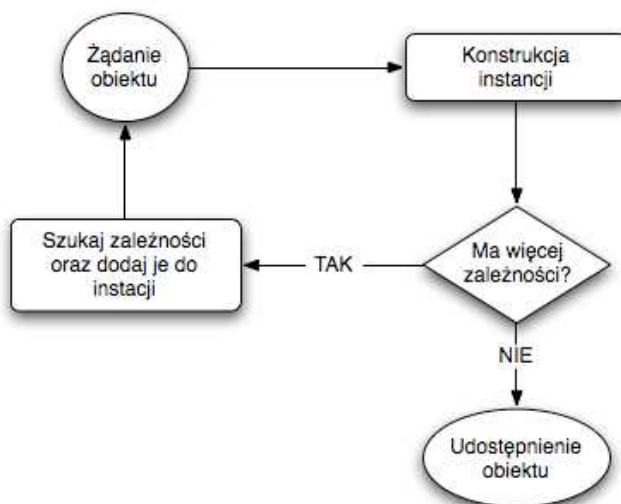 Żądanie
obiektu
Konstrukcja
instancji
Ma więcej
zależności?
TAK
Szukaj zależności
oraz dodaj je do
instacji
NIE
Udostępnienie
obiektu